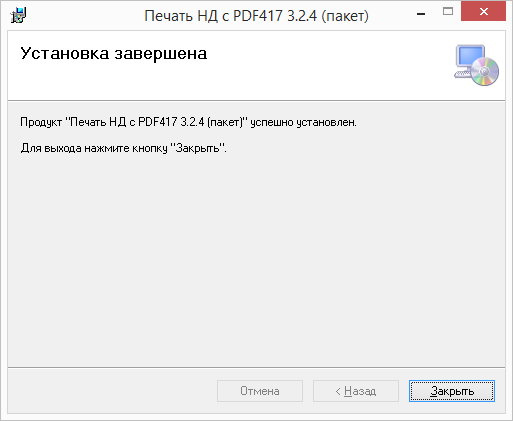 Печать НД с PDF417 3.2.4 (пакет)
Установка завершена
Продукт "Печать НД с PDF417 3.2.4 (пакет)" успешно установлен.
Для выхода нажмите кнопку "Закрыть".
Отмена
< Назад
Закрыть